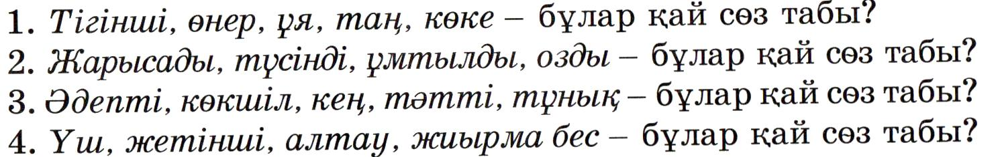 1. Тігінші, өнер, ұя, таң, көке – бұлар қай сөз табы?
2. Жарысады, түсінді, ұмтылды, озды – бұлар қай сөз табы?
3. Әдепті, көкшіл, кең, тәтті, тұнық – бұлар қай сөз табы?
4. Үш, жетінші, алтау, жиырма бес – бұлар қай сөз табы?